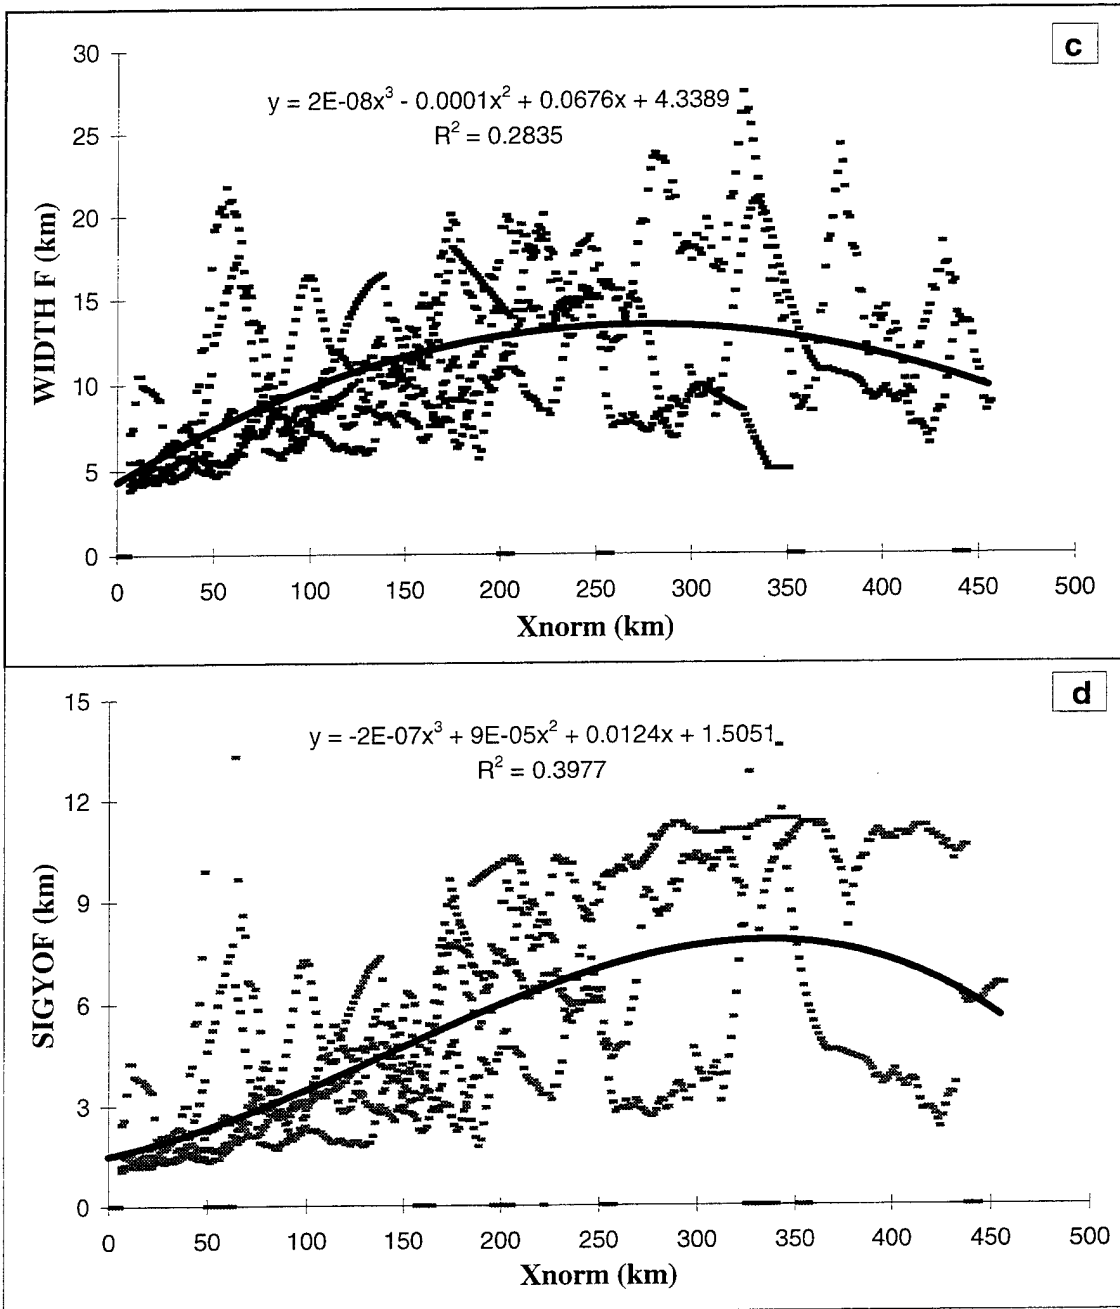 c
30
25
20
15
10
5
0
y = 2E-08x³ - 0.0001x² + 0.0676x + 4.3389
R² = 0.2835
WIDTH F (km)
0 50 100 150 200 250 300 350 400 450 500
Xnorm (km)
d
15
12
9
6
3
0
y = -2E-07x³ + 9E-05x² + 0.0124x + 1.5051
R² = 0.3977
SIGYOF (km)
0 50 100 150 200 250 300 350 400 450 500
Xnorm (km)